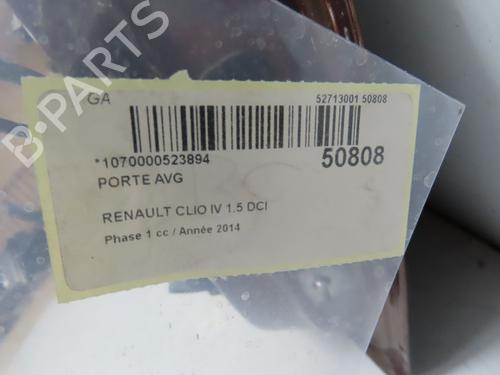 GA
52713001 50808
*1070000523894
50808
PORTE AVG
RENAULT CLIO IV 1.5 DCI
Phase 1 cc / Année 2014
B-PARTS